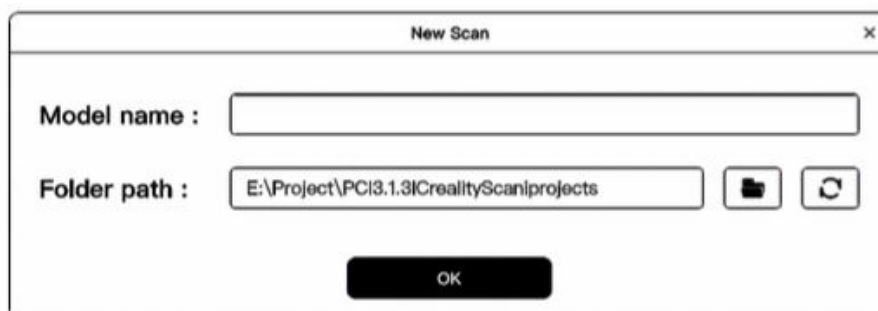 New Scan
Model name :
Folder path : E:\Project\PCI3.1.3ICrealityScaniprojects
OK